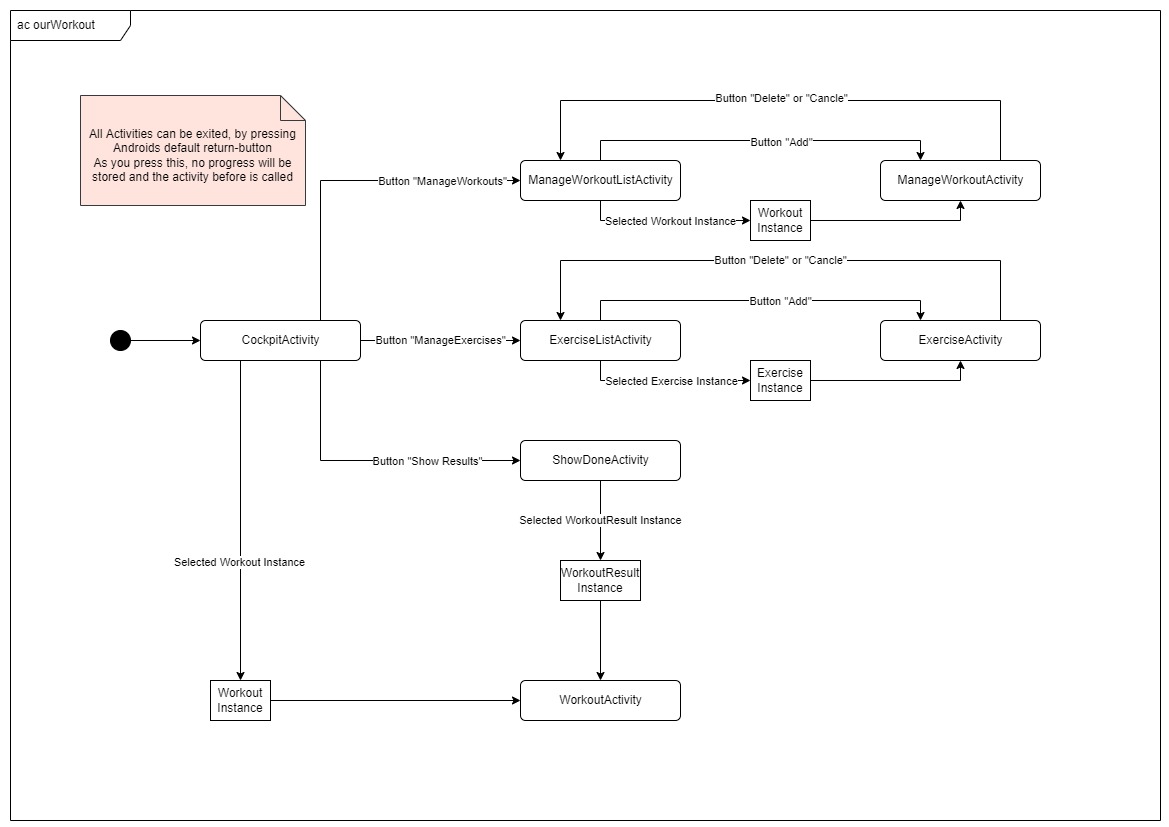 ac ourWorkout
All Activities can be exited, by pressing
Androids default return-button
As you press this, no progress will be
stored and the activity before is called
Button "Delete" or "Cancle"
Button "Add"
Button "ManageWorkouts"
ManageWorkoutListActivity
ManageWorkoutActivity
Selected Workout Instance
Workout
Instance
Button "Delete" or "Cancle"
Button "Add"
CockpitActivity
Button "ManageExercises"
ExerciseListActivity
ExerciseActivity
Selected Exercise Instance
Exercise
Instance
Button "Show Results"
ShowDoneActivity
Selected WorkoutResult Instance
Selected Workout Instance
WorkoutResult
Instance
Workout
Instance
WorkoutActivity